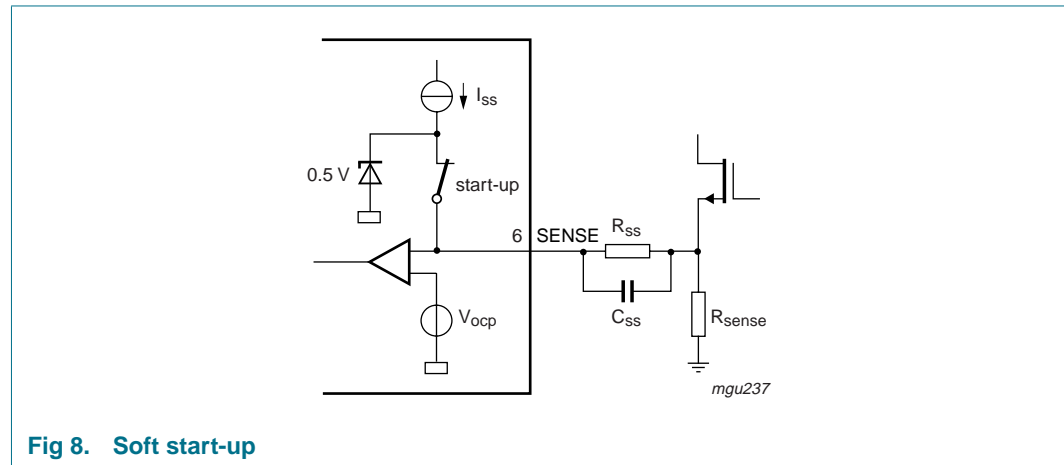 Iss
0.5 V
start-up
6 SENSE Rss
Css
Vocp
Rsense
mgu237
Fig 8. Soft start-up